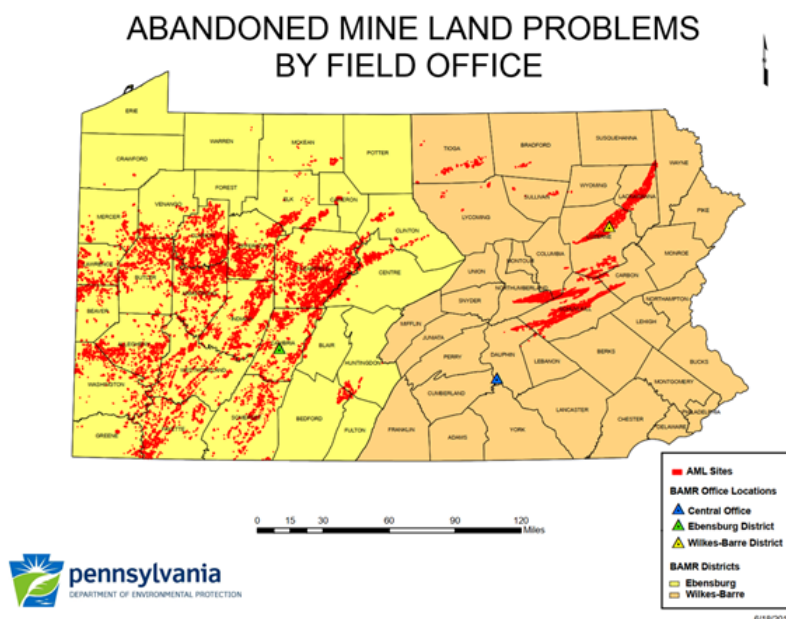 ABANDONED MINE LAND PROBLEMS
BY FIELD OFFICE
ERIE
CRAWFORD
WARREN
MCKEAN
POTTER
TIOGA
BRADFORD
SUSQUEHANNA
WAYNE
WYOMING
LACKAWANNA
SULLIVAN
PIKE
FOREST
VENANGO
ELK
CAMERON
MERCER
CLINTON
LYCOMING
LAWRENCE
BUTLER
CENTRE
UNION
MONTOUR
COLUMBIA
CARBON
MONROE
NORTHUMBERLAND
SNYDER
NORTHAMPTON
BEAVER
LEHIGH
MIFFLIN
JUNIATA
BLAIR
HUNTINGDON
PERRY
DAUPHIN
LEBANON
BERKS
BUCKS
WASHINGTON
CUMBERLAND
MONTGOMERY
LANCASTER
CHESTER
PHILADELPHIA
DELAWARE
GREENE
BEDFORD
FULTON
FRANKLIN
ADAMS
YORK
0 15 30 60 90 120
Miles
AML Sites
BAMR Office Locations
Central Office
Ebensburg District
Wilkes-Barre District
BAMR Districts
Ebensburg
Wilkes-Barre
pennsylvania
DEPARTMENT OF ENVIRONMENTAL PROTECTION